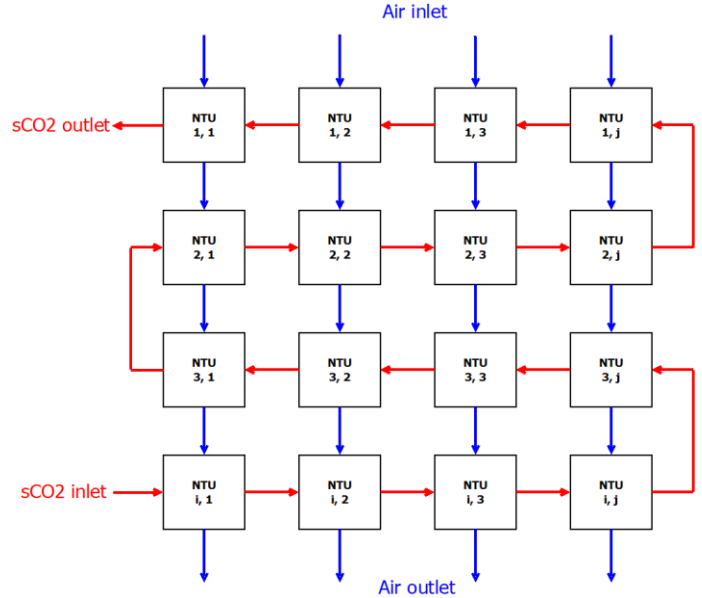 Air inlet
sCO2 outlet
NTU
1, 1
NTU
1, 2
NTU
1, 3
NTU
1, j
NTU
2, 1
NTU
2, 2
NTU
2, 3
NTU
2, j
NTU
3, 1
NTU
3, 2
NTU
3, 3
NTU
3, j
sCO2 inlet
NTU
i, 1
NTU
i, 2
NTU
i, 3
NTU
i, j
Air outlet